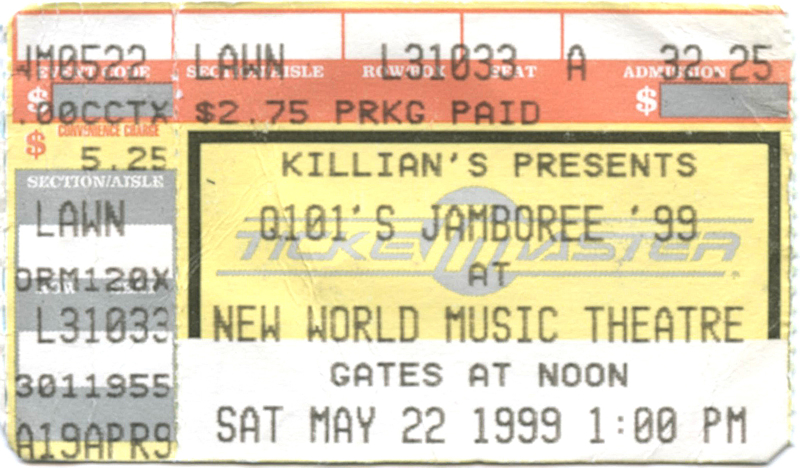 JM0522 LAWN L31033 A 32.25
EVENT CODE SECTION/AISLE ROW/BOX SEAT ADMISSION
$ $
.00CCTX $2.75 PRKG PAID
CONVENIENCE CHARGE
$ 5.25
SECTION/AISLE
LAWN
ORM120X
L31033
3011955
A19APR9
KILLIAN'S PRESENTS
Q101'S JAMBOREE '99
TICKETMASTER
AT
NEW WORLD MUSIC THEATRE
GATES AT NOON
SAT MAY 22 1999 1:00 PM